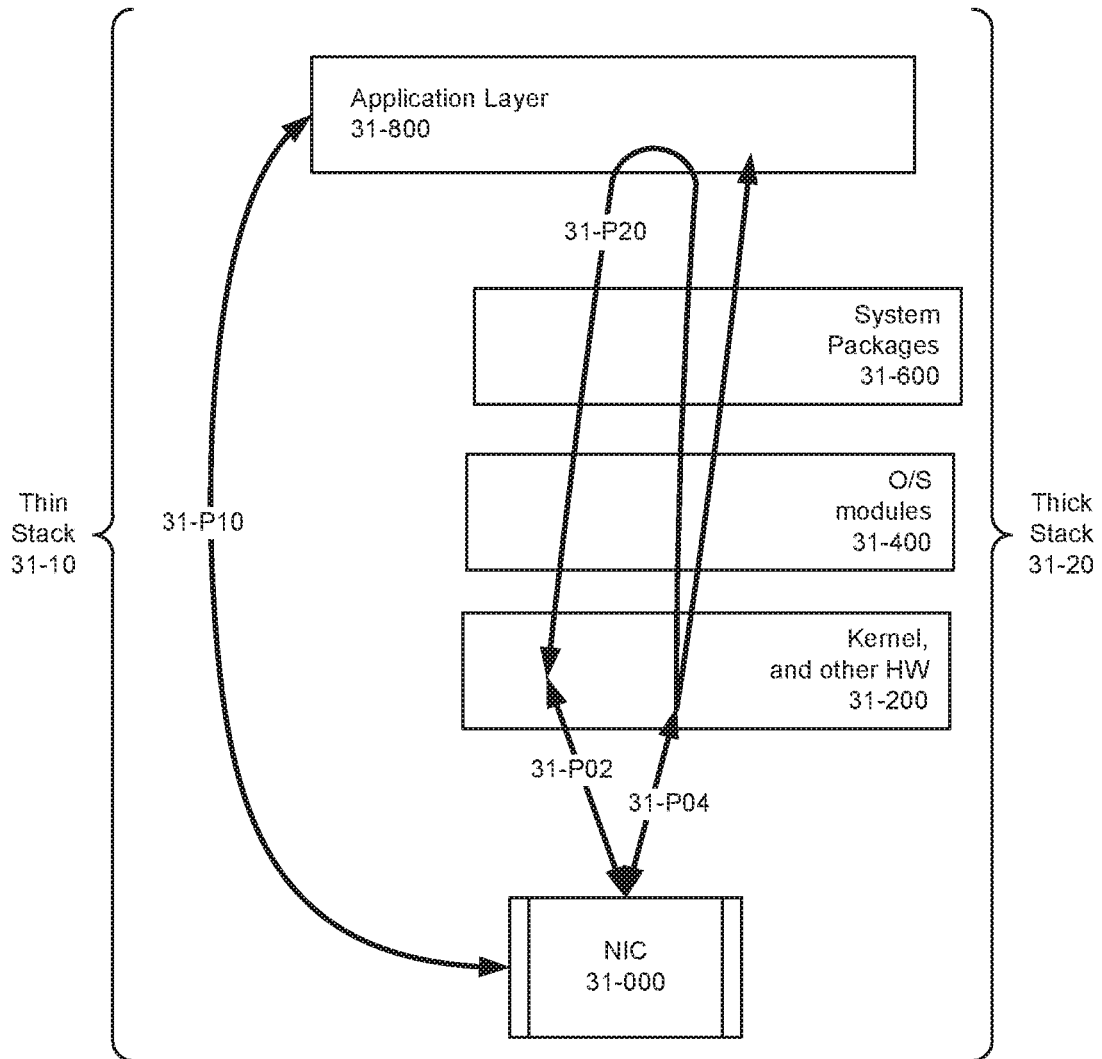 Application Layer
31-800
31-P20
System
Packages
31-600
O/S
modules
31-400
Thin
Stack
31-10
31-P10
Thick
Stack
31-20
Kernel,
and other HW
31-200
31-P02
31-P04
NIC
31-000